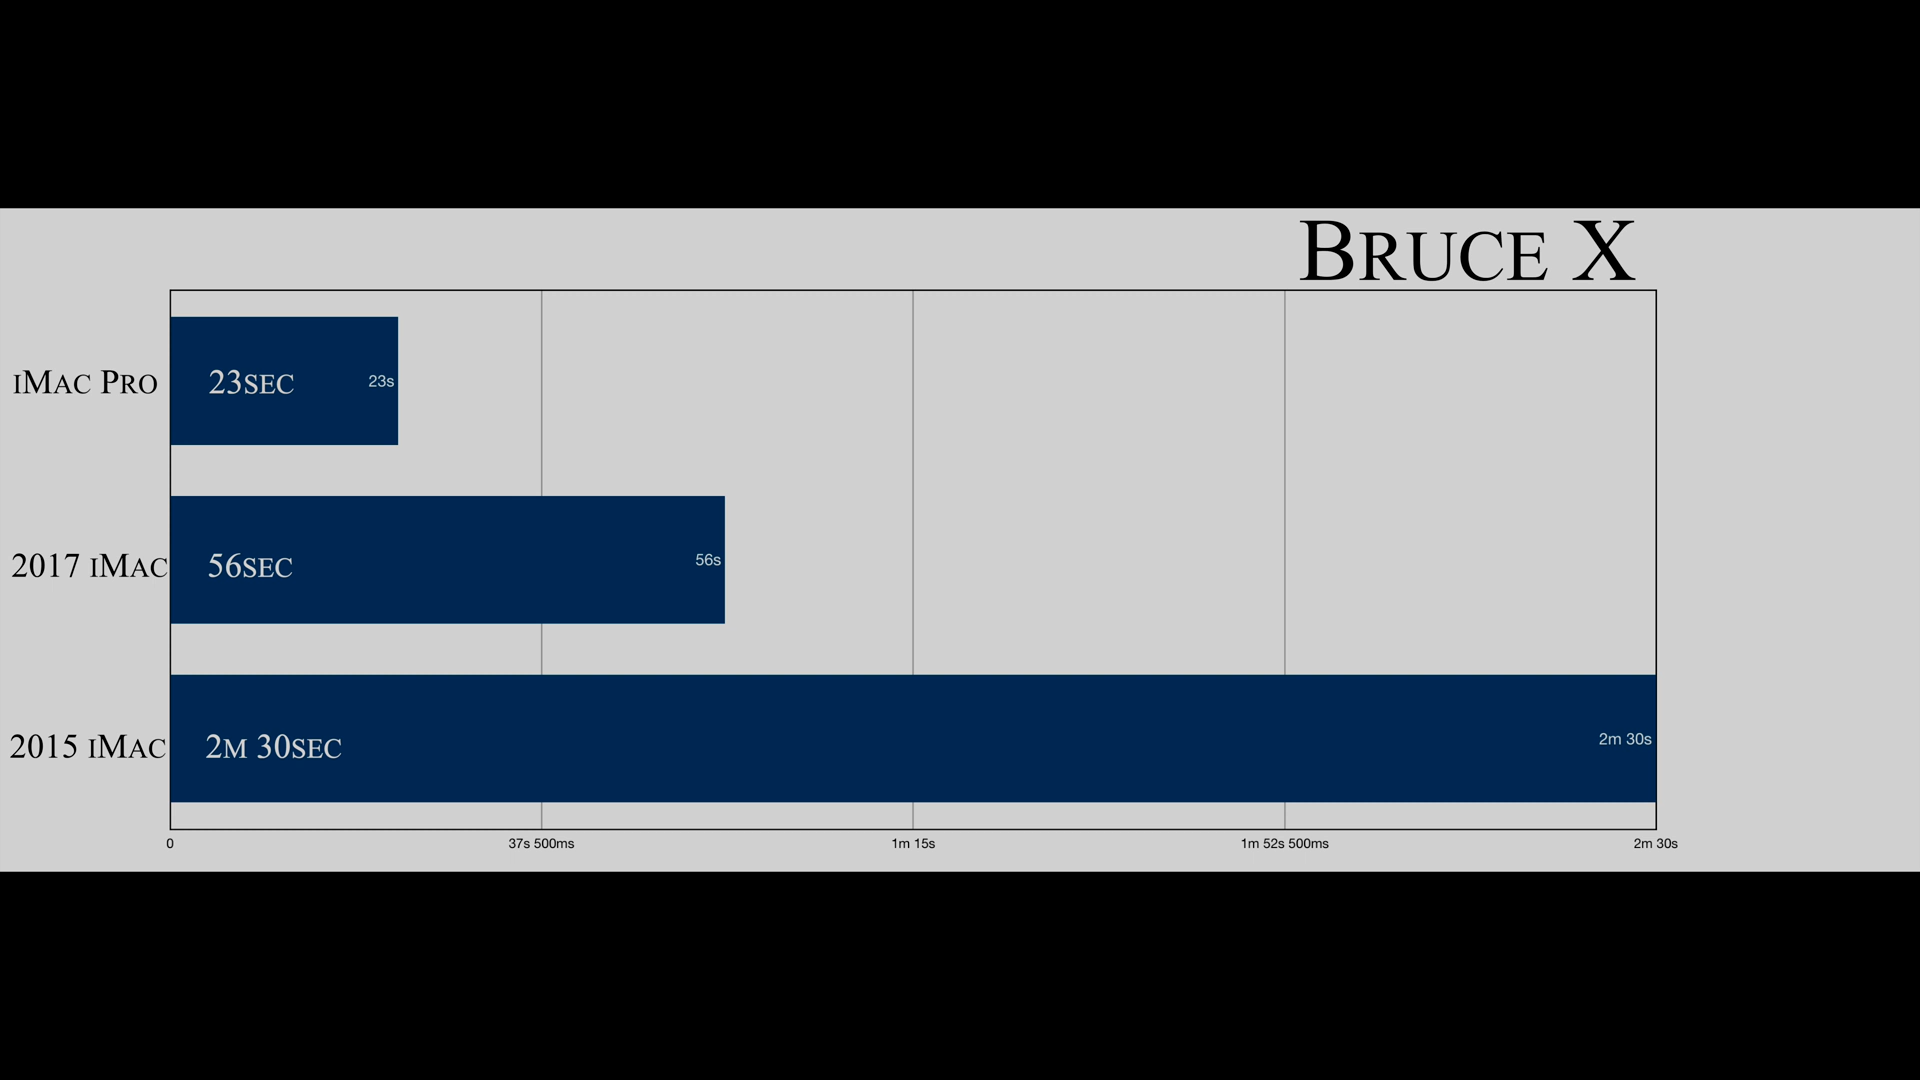 Bruce X
iMac Pro
23sec
23s
2017 iMac
56sec
56s
2015 iMac
2m 30sec
2m 30s
0
37s 500ms
1m 15s
1m 52s 500ms
2m 30s